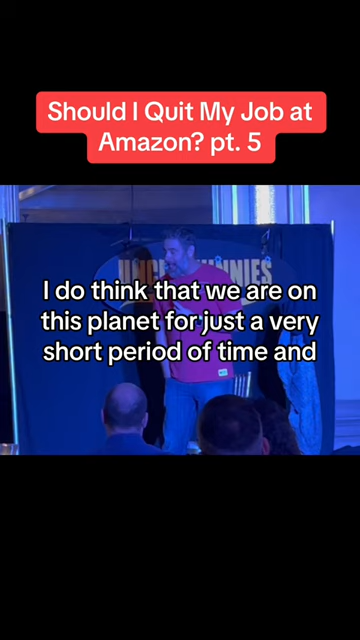 Should I Quit My Job at
Amazon? pt. 5
I do think that we are on
this planet for just a very
short period of time and